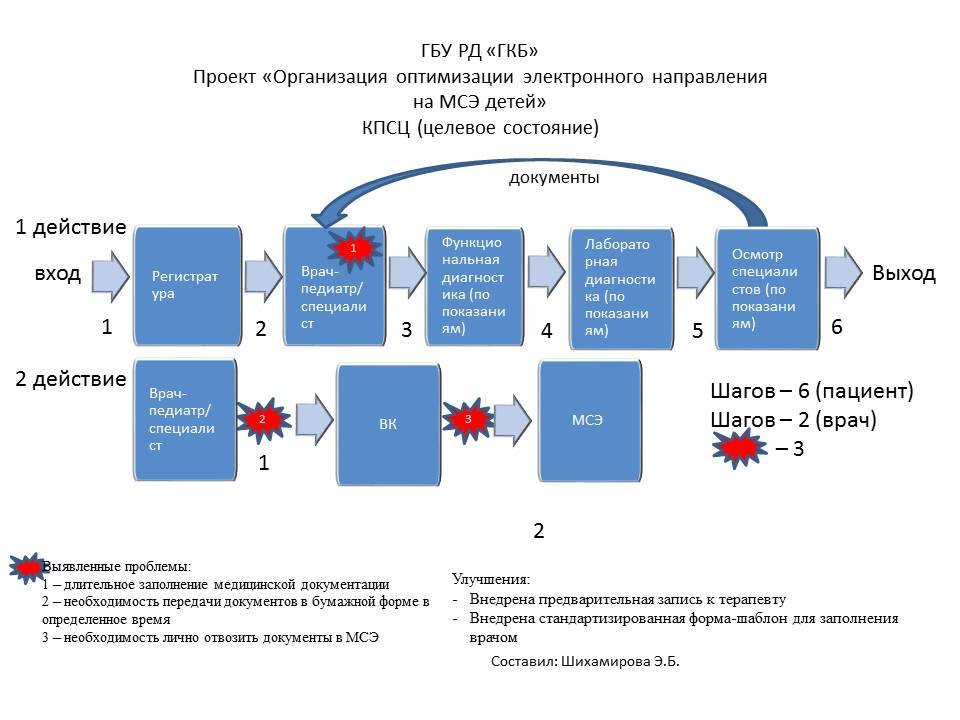 ГБУ РД «ГКБ»
Проект «Организация оптимизации электронного направления
на МСЭ детей»
КПСЦ (целевое состояние)
документы
1 действие
вход
Регистрат
ура
1
Врач-
педиатр/
специали
ст
1
2
Функцио
нальная
диагност
ика (по
показани
ям)
3
Лаборато
рная
диагности
ка (по
показани
ям)
4
Осмотр
специали
стов (по
показани
ям)
5
Выход
6
2 действие
Врач-
педиатр/
специали
ст
2
1
ВК
3
МСЭ
2
Шагов – 6 (пациент)
Шагов – 2 (врач)
– 3
Выявленные проблемы:
1 – длительное заполнение медицинской документации
2 – необходимость передачи документов в бумажной форме в
определенное время
3 – необходимость лично отвозить документы в МСЭ
Улучшения:
- Внедрена предварительная запись к терапевту
- Внедрена стандартизированная форма-шаблон для заполнения
врачом
Составил: Шихамирова Э.Б.